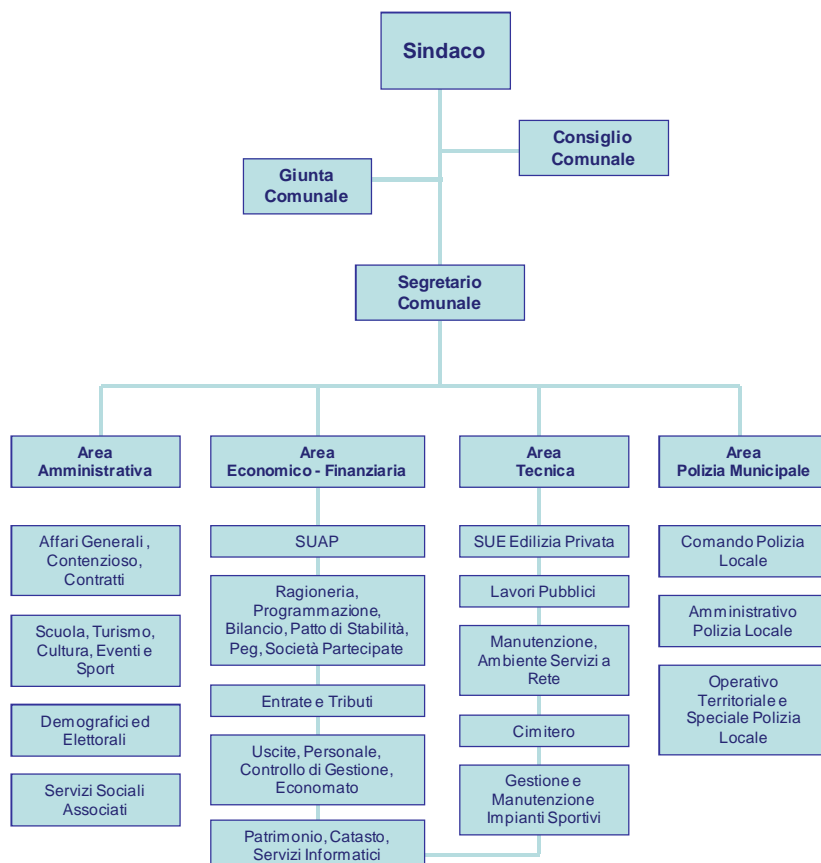 Sindaco
Consiglio
Comunale
Giunta
Comunale
Segretario
Comunale
Area
Amministrativa
Affari Generali ,
Contenzioso,
Contratti
Scuola, Turismo,
Cultura, Eventi e
Sport
Demografici ed
Elettorali
Servizi Sociali
Associati
Area
Economico - Finanziaria
SUAP
Ragioneria,
Programmazione,
Bilancio, Patto di Stabilità,
Peg, Società Partecipate
Entrate e Tributi
Uscite, Personale,
Controllo di Gestione,
Economato
Patrimonio, Catasto,
Servizi Informatici
Area
Tecnica
SUE Edilizia Privata
Lavori Pubblici
Manutenzione,
Ambiente Servizi a
Rete
Cimitero
Gestione e
Manutenzione
Impianti Sportivi
Area
Polizia Municipale
Comando Polizia
Locale
Amministrativo
Polizia Locale
Operativo
Territoriale e
Speciale Polizia
Locale